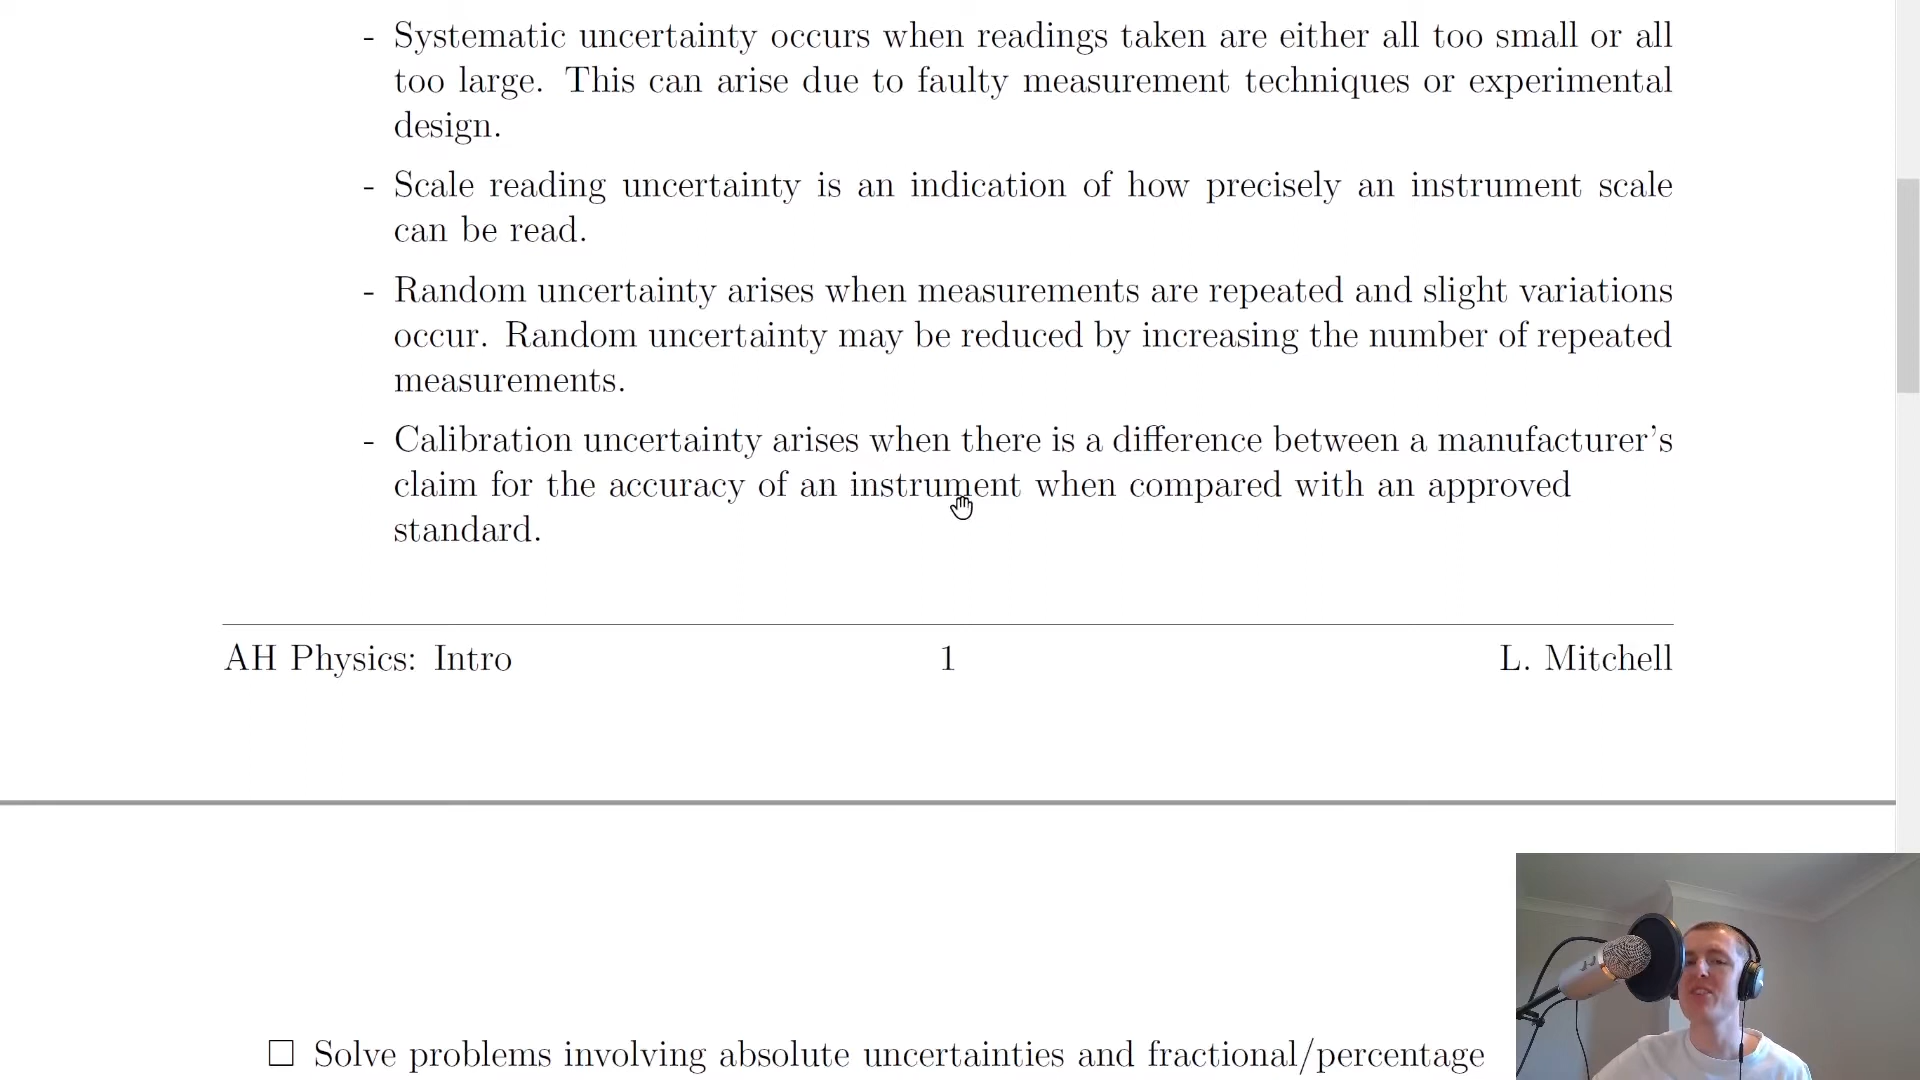 - Systematic uncertainty occurs when readings taken are either all too small or all
too large. This can arise due to faulty measurement techniques or experimental
design.
- Scale reading uncertainty is an indication of how precisely an instrument scale
can be read.
- Random uncertainty arises when measurements are repeated and slight variations
occur. Random uncertainty may be reduced by increasing the number of repeated
measurements.
- Calibration uncertainty arises when there is a difference between a manufacturer's
claim for the accuracy of an instrument when compared with an approved
standard.
AH Physics: Intro 1 L. Mitchell
☐ Solve problems involving absolute uncertainties and fractional/percentage